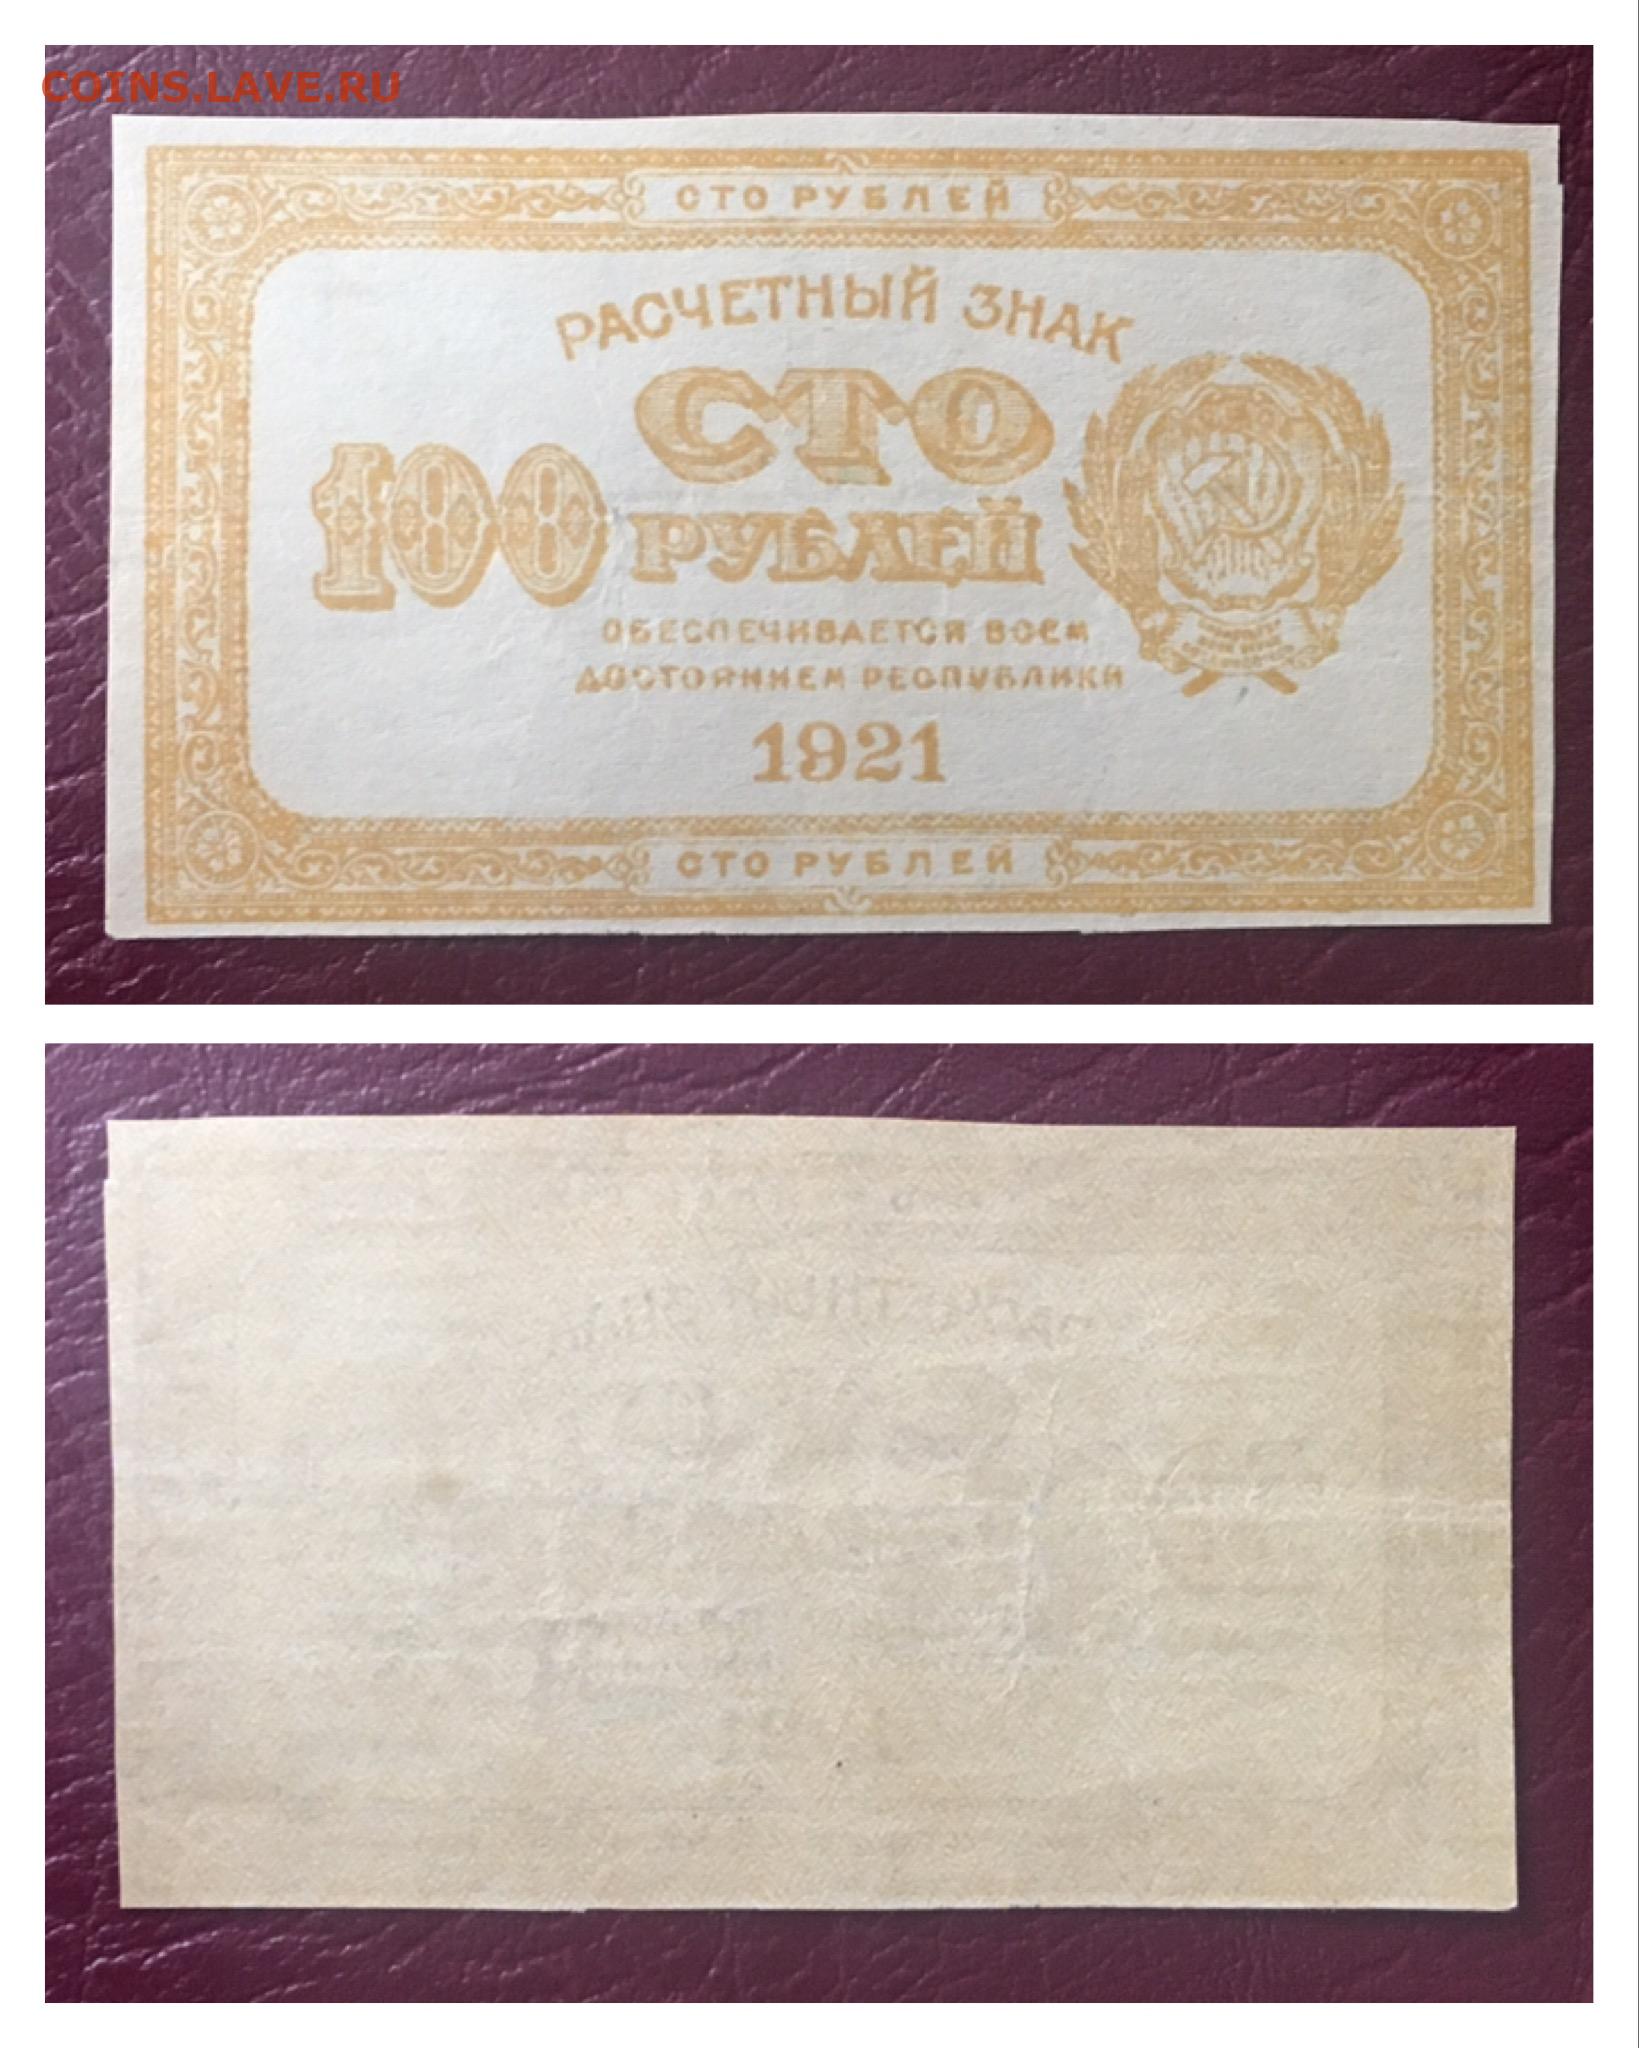 COINS.LAVE.RU
СТО РУБЛЕЙ
РАСЧЕТНЫЙ ЗНАК
СТО
100 РУБЛЕЙ
ОБЕСПЕЧИВАЕТСЯ ВСЕМ
ДОСТОЯНИЕМ РЕСПУБЛИКИ
1921
СТО РУБЛЕЙ